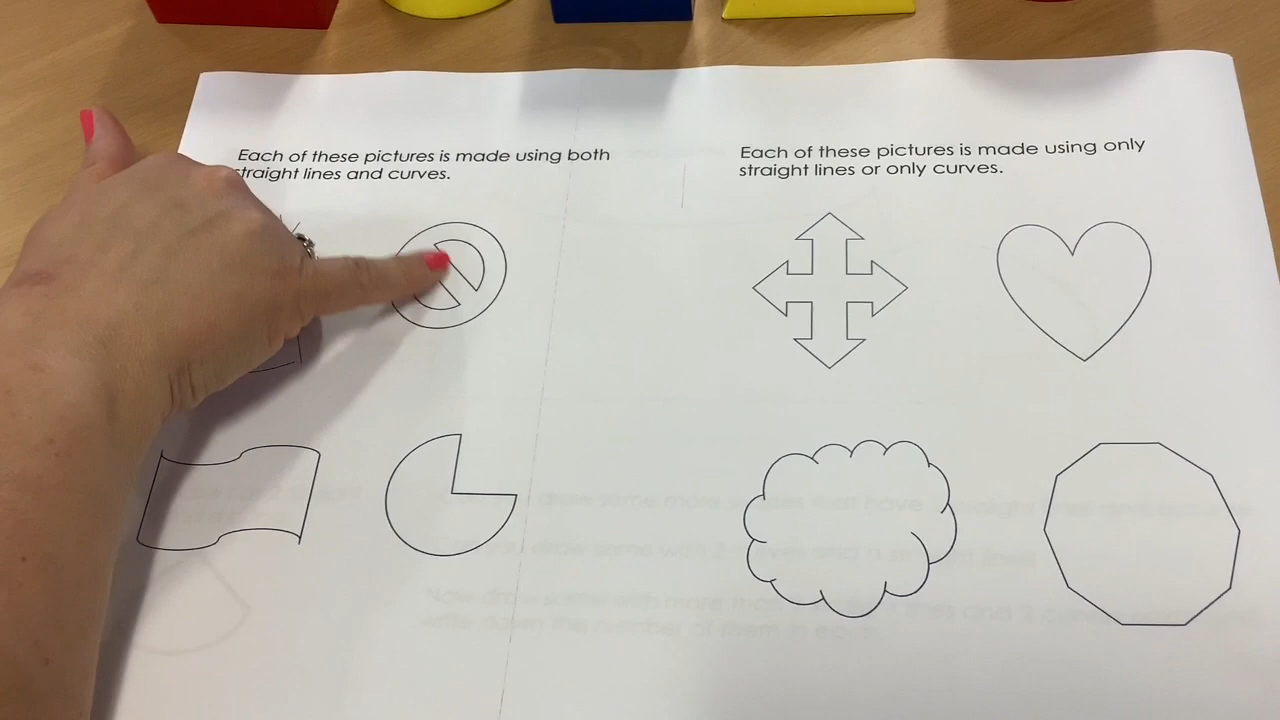 Each of these pictures is made using both
straight lines and curves.
Each of these pictures is made using only
straight lines or only curves.